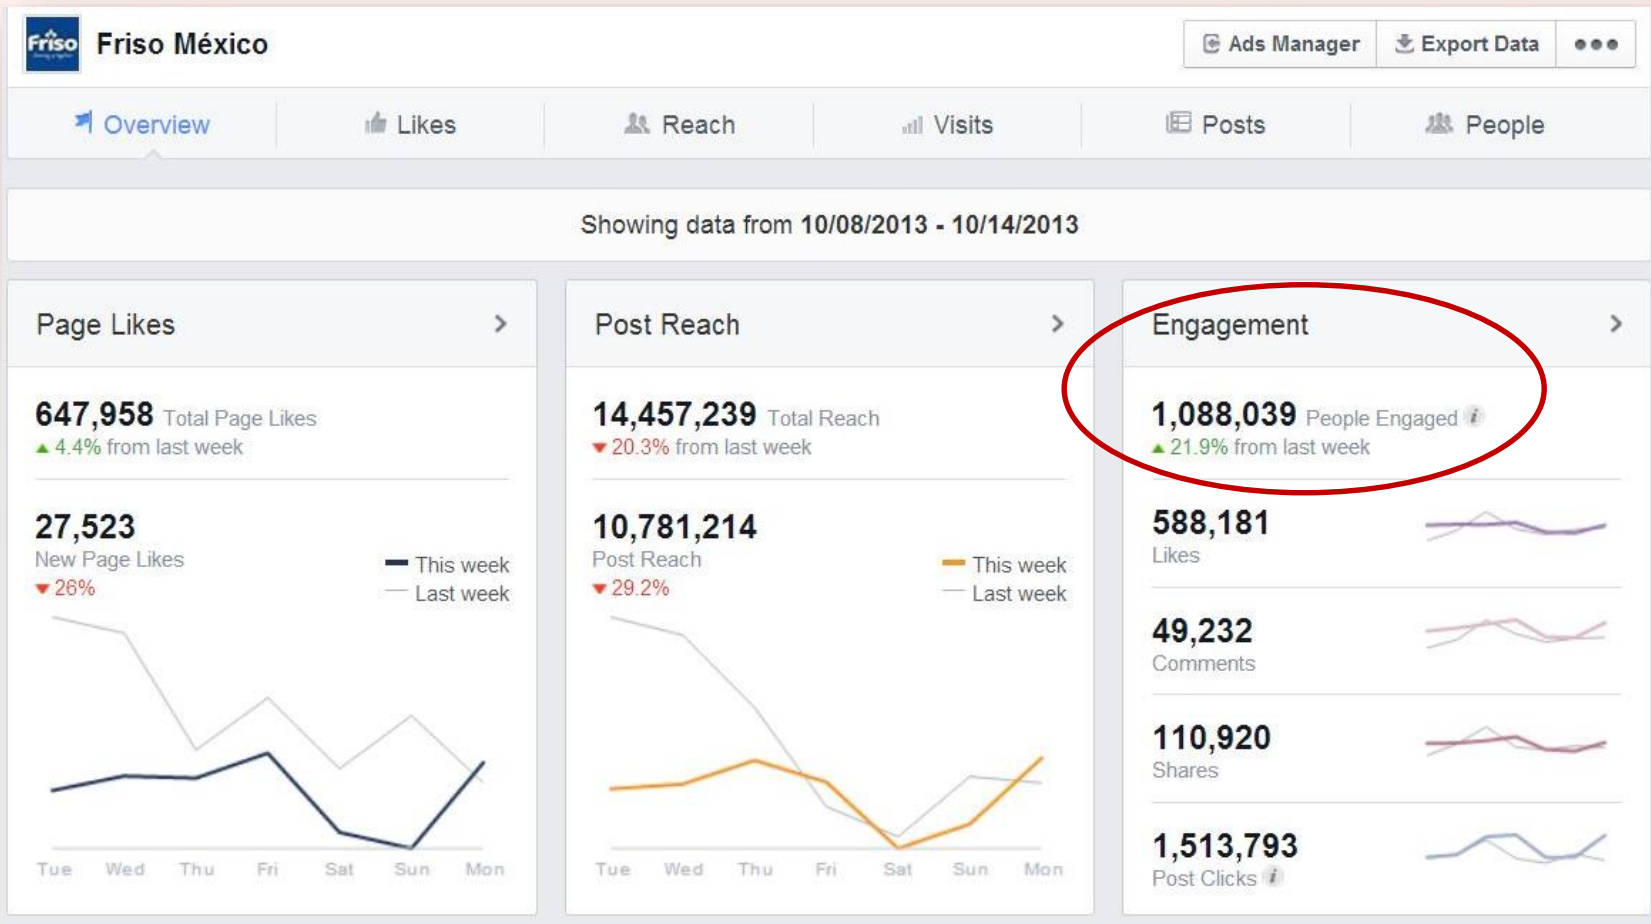 Friso
Friso México
Ads Manager
Export Data
Overview
Likes
Reach
Visits
Posts
People
Showing data from 10/08/2013 - 10/14/2013
Page Likes
647,958 Total Page Likes
4.4% from last week
27,523
New Page Likes
26%
This week
Last week
Tue Wed Thu Fri Sat Sun Mon
Post Reach
14,457,239 Total Reach
20.3% from last week
10,781,214
Post Reach
29.2%
This week
Last week
Tue Wed Thu Fri Sat Sun Mon
Engagement
1,088,039 People Engaged i
21.9% from last week
588,181
Likes
49,232
Comments
110,920
Shares
1,513,793
Post Clicks i